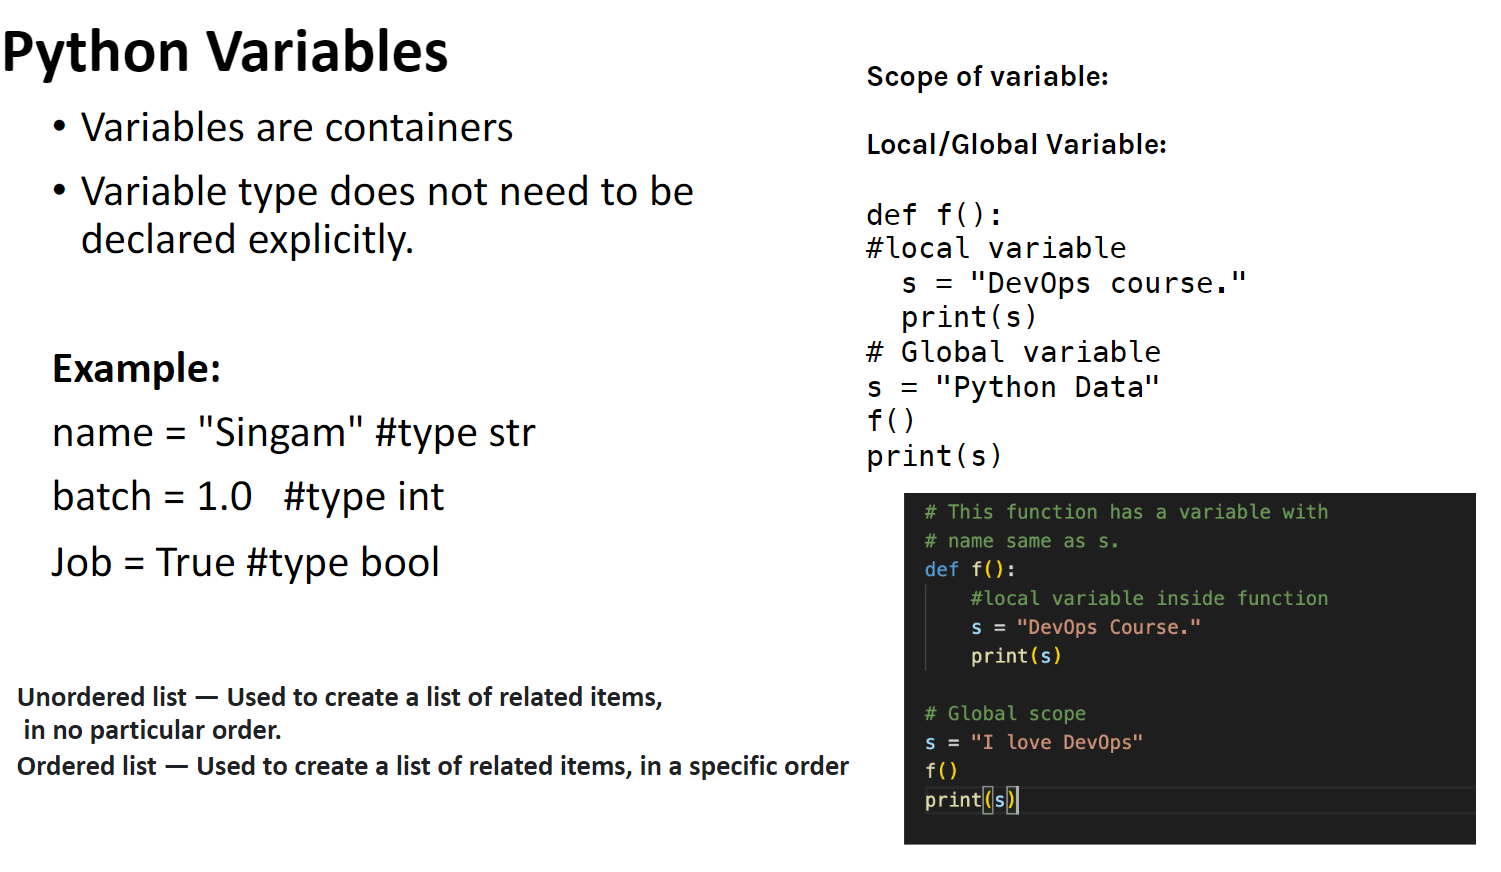 Python Variables
• Variables are containers
• Variable type does not need to be
declared explicitly.
Example:
name = "Singam" #type str
batch = 1.0   #type int
Job = True #type bool
Unordered list — Used to create a list of related items,
in no particular order.
Ordered list — Used to create a list of related items, in a specific order
Scope of variable:
Local/Global Variable:
def f():
#local variable
  s = "DevOps course."
  print(s)
# Global variable
s = "Python Data"
f()
print(s)
# This function has a variable with
# name same as s.
def f():
    #local variable inside function
    s = "DevOps Course."
    print(s)
# Global scope
s = "I love DevOps"
f()
print(s)